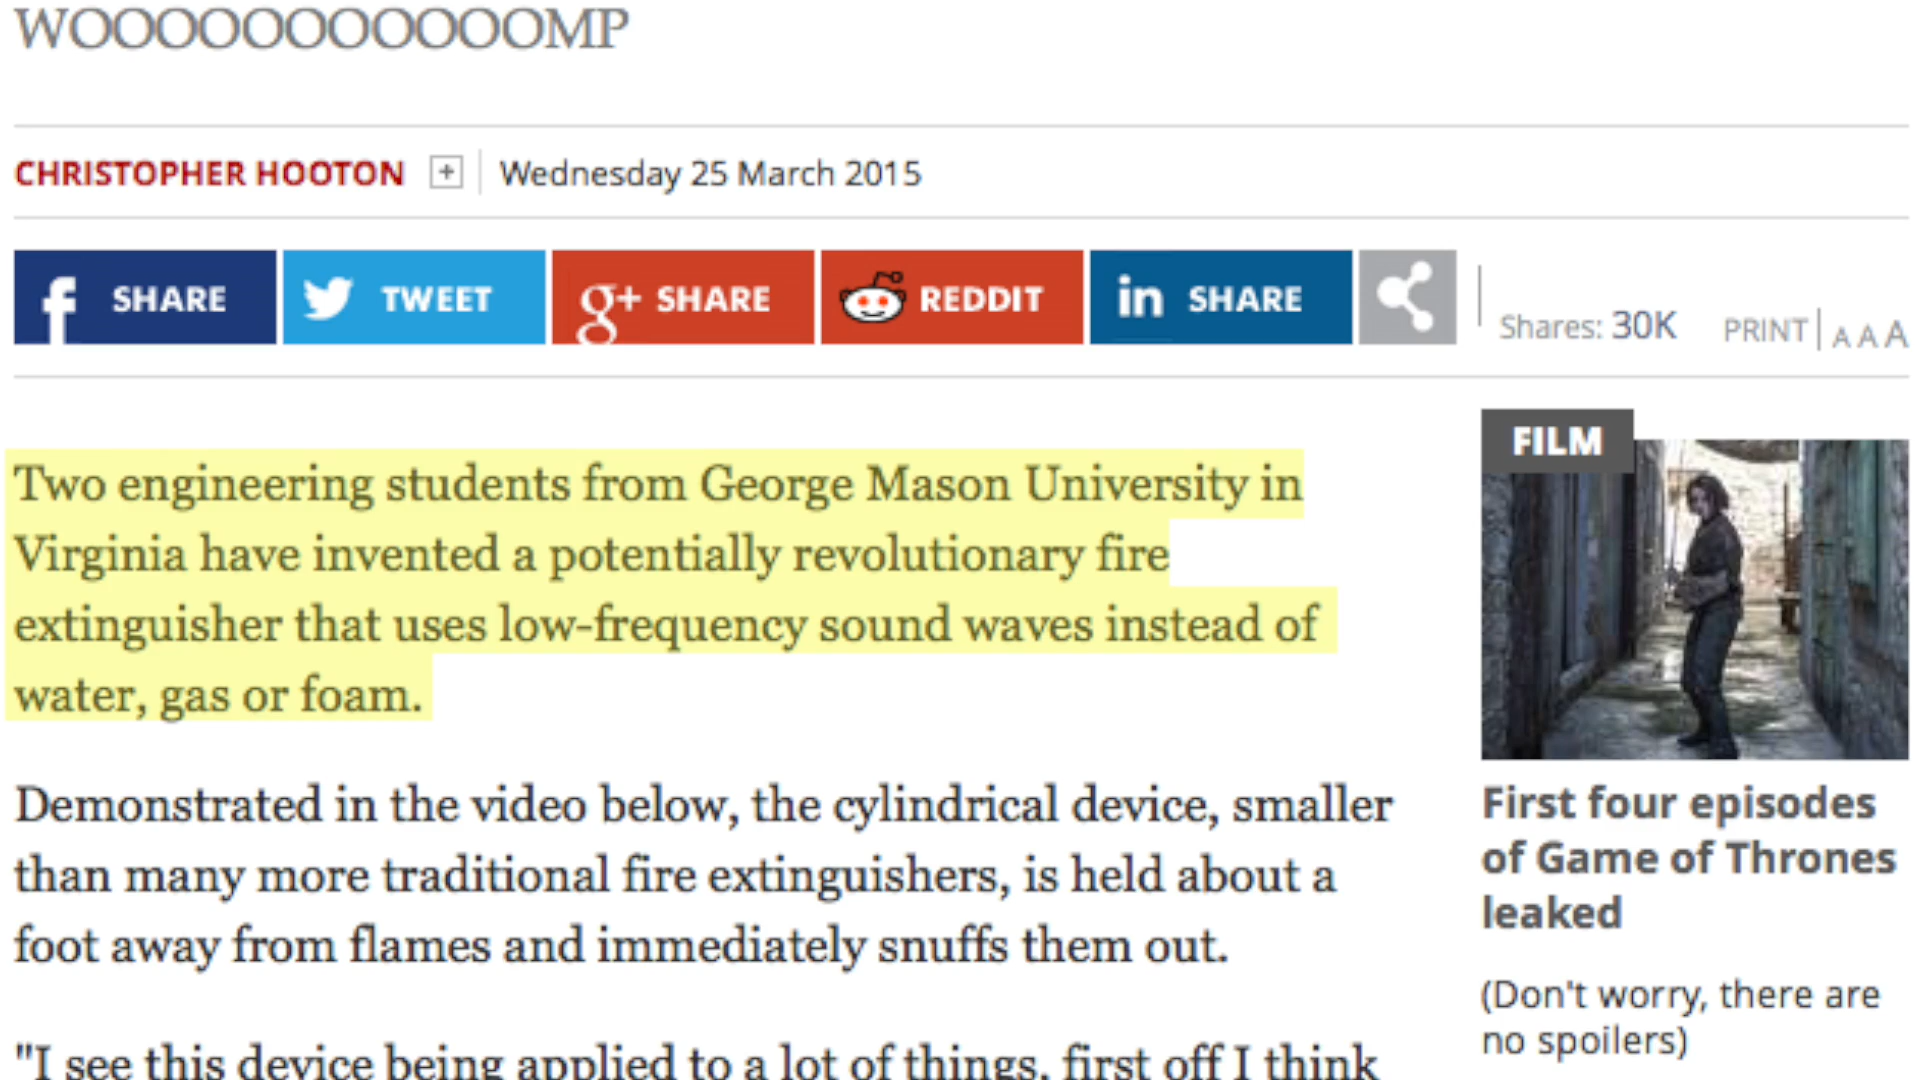 WOOOOOOOOOOOMP
CHRISTOPHER HOOTON + Wednesday 25 March 2015
f SHARE TWEET g+ SHARE REDDIT in SHARE Shares: 30K PRINT A A A
Two engineering students from George Mason University in
Virginia have invented a potentially revolutionary fire
extinguisher that uses low-frequency sound waves instead of
water, gas or foam.
Demonstrated in the video below, the cylindrical device, smaller
than many more traditional fire extinguishers, is held about a
foot away from flames and immediately snuffs them out.
"I see this device being applied to a lot of things, first off I think
FILM
First four episodes
of Game of Thrones
leaked
(Don't worry, there are
no spoilers)